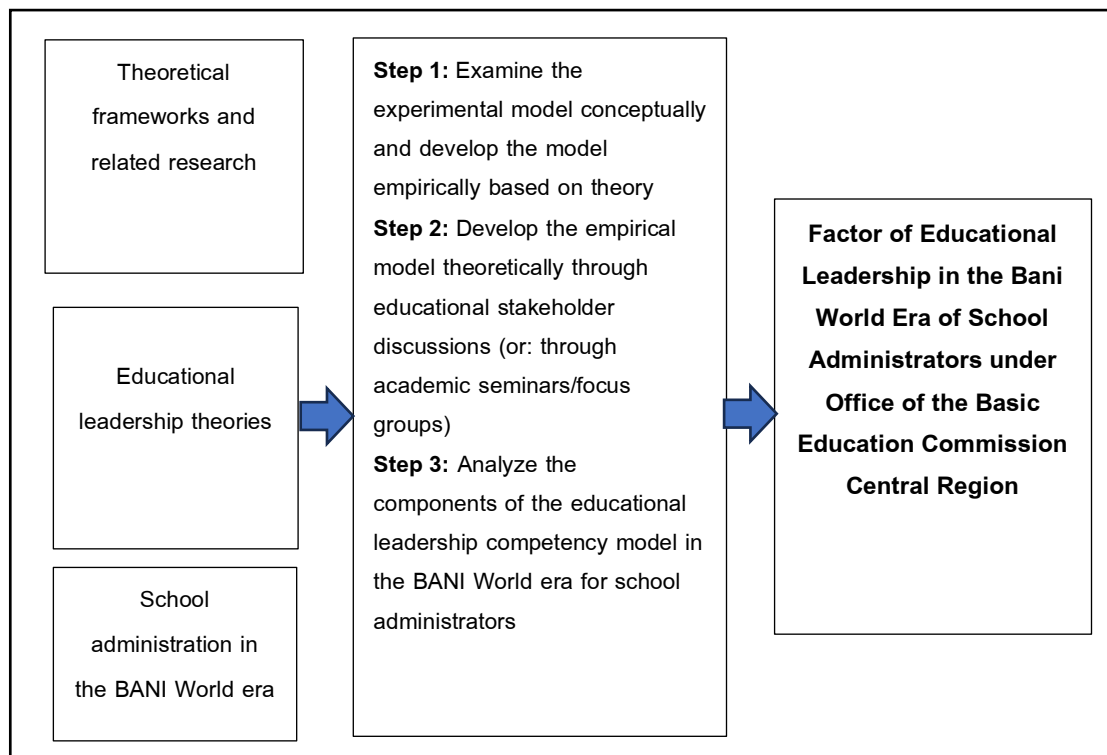 Theoretical
frameworks and
related research
Educational
leadership theories
School
administration in
the BANI World era
Step 1: Examine the
experimental model conceptually
and develop the model
empirically based on theory
Step 2: Develop the empirical
model theoretically through
educational stakeholder
discussions (or: through
academic seminars/focus
groups)
Step 3: Analyze the
components of the educational
leadership competency model in
the BANI World era for school
administrators
Factor of Educational
Leadership in the Bani
World Era of School
Administrators under
Office of the Basic
Education Commission
Central Region